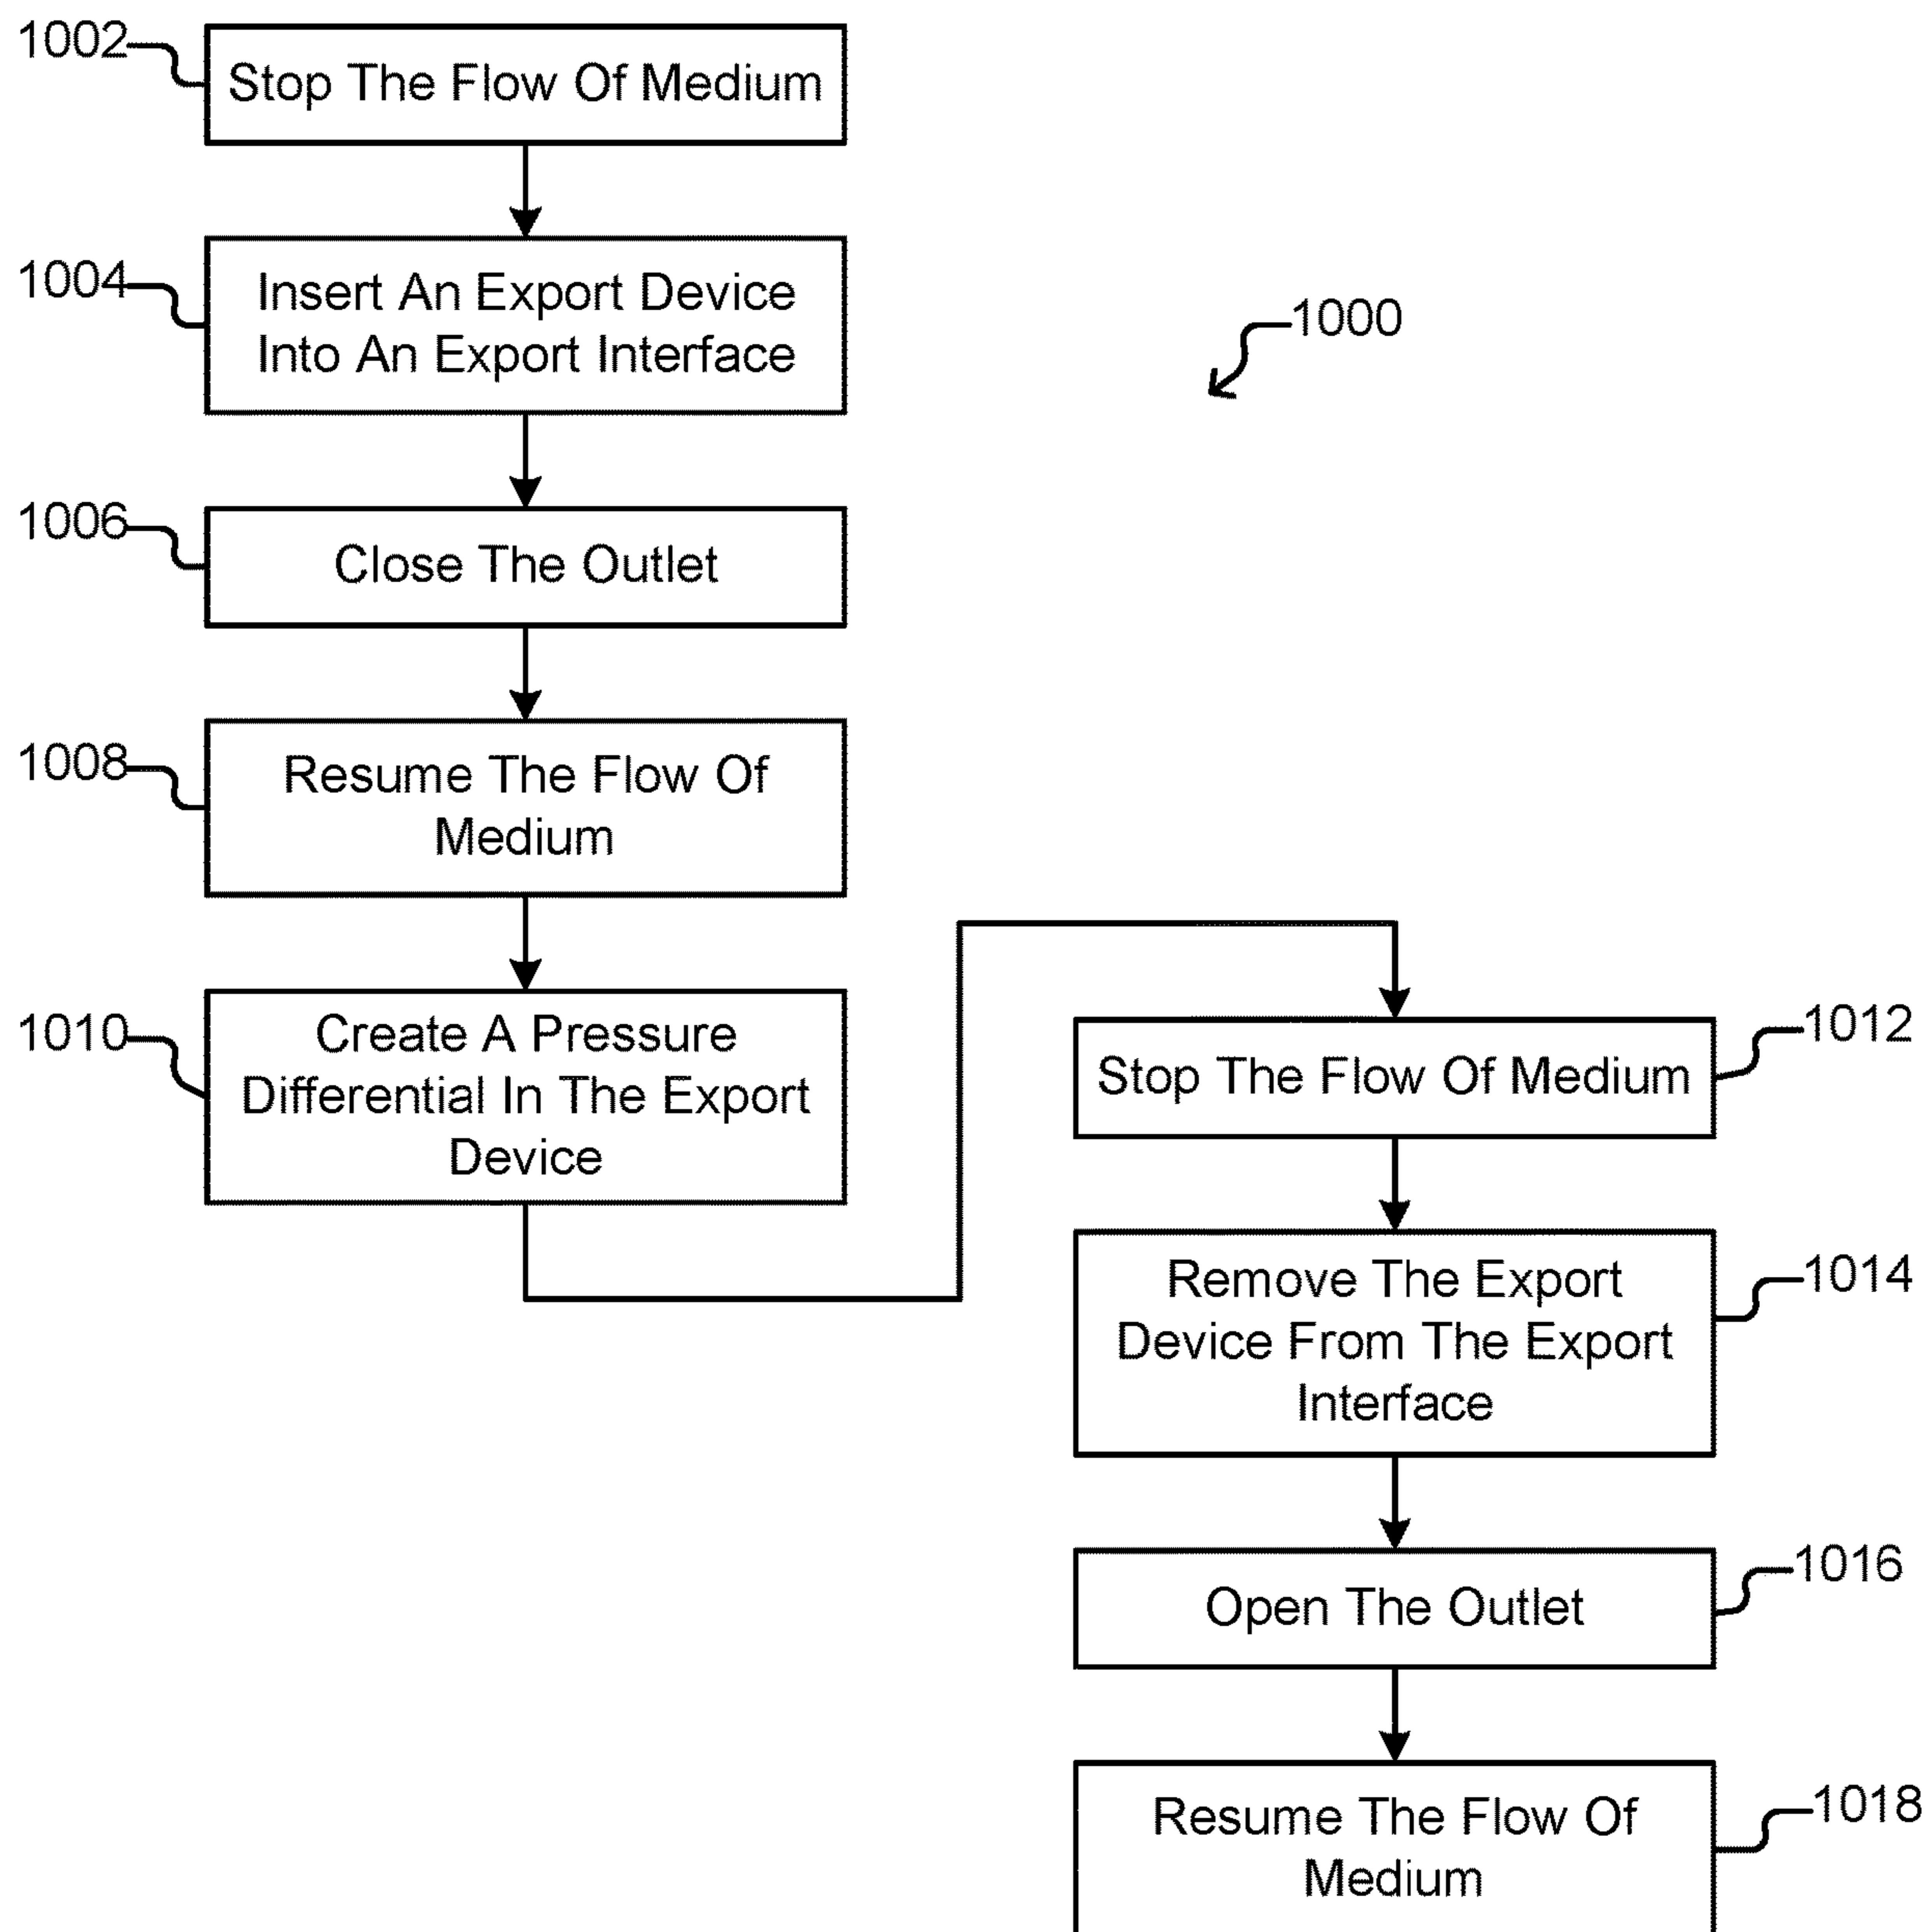 1002
Stop The Flow Of Medium
1004
Insert An Export Device
Into An Export Interface
1000
1006
Close The Outlet
1008
Resume The Flow Of
Medium
1010
Create A Pressure
Differential In The Export
Device
1012
Stop The Flow Of Medium
1014
Remove The Export
Device From The Export
Interface
1016
Open The Outlet
1018
Resume The Flow Of
Medium